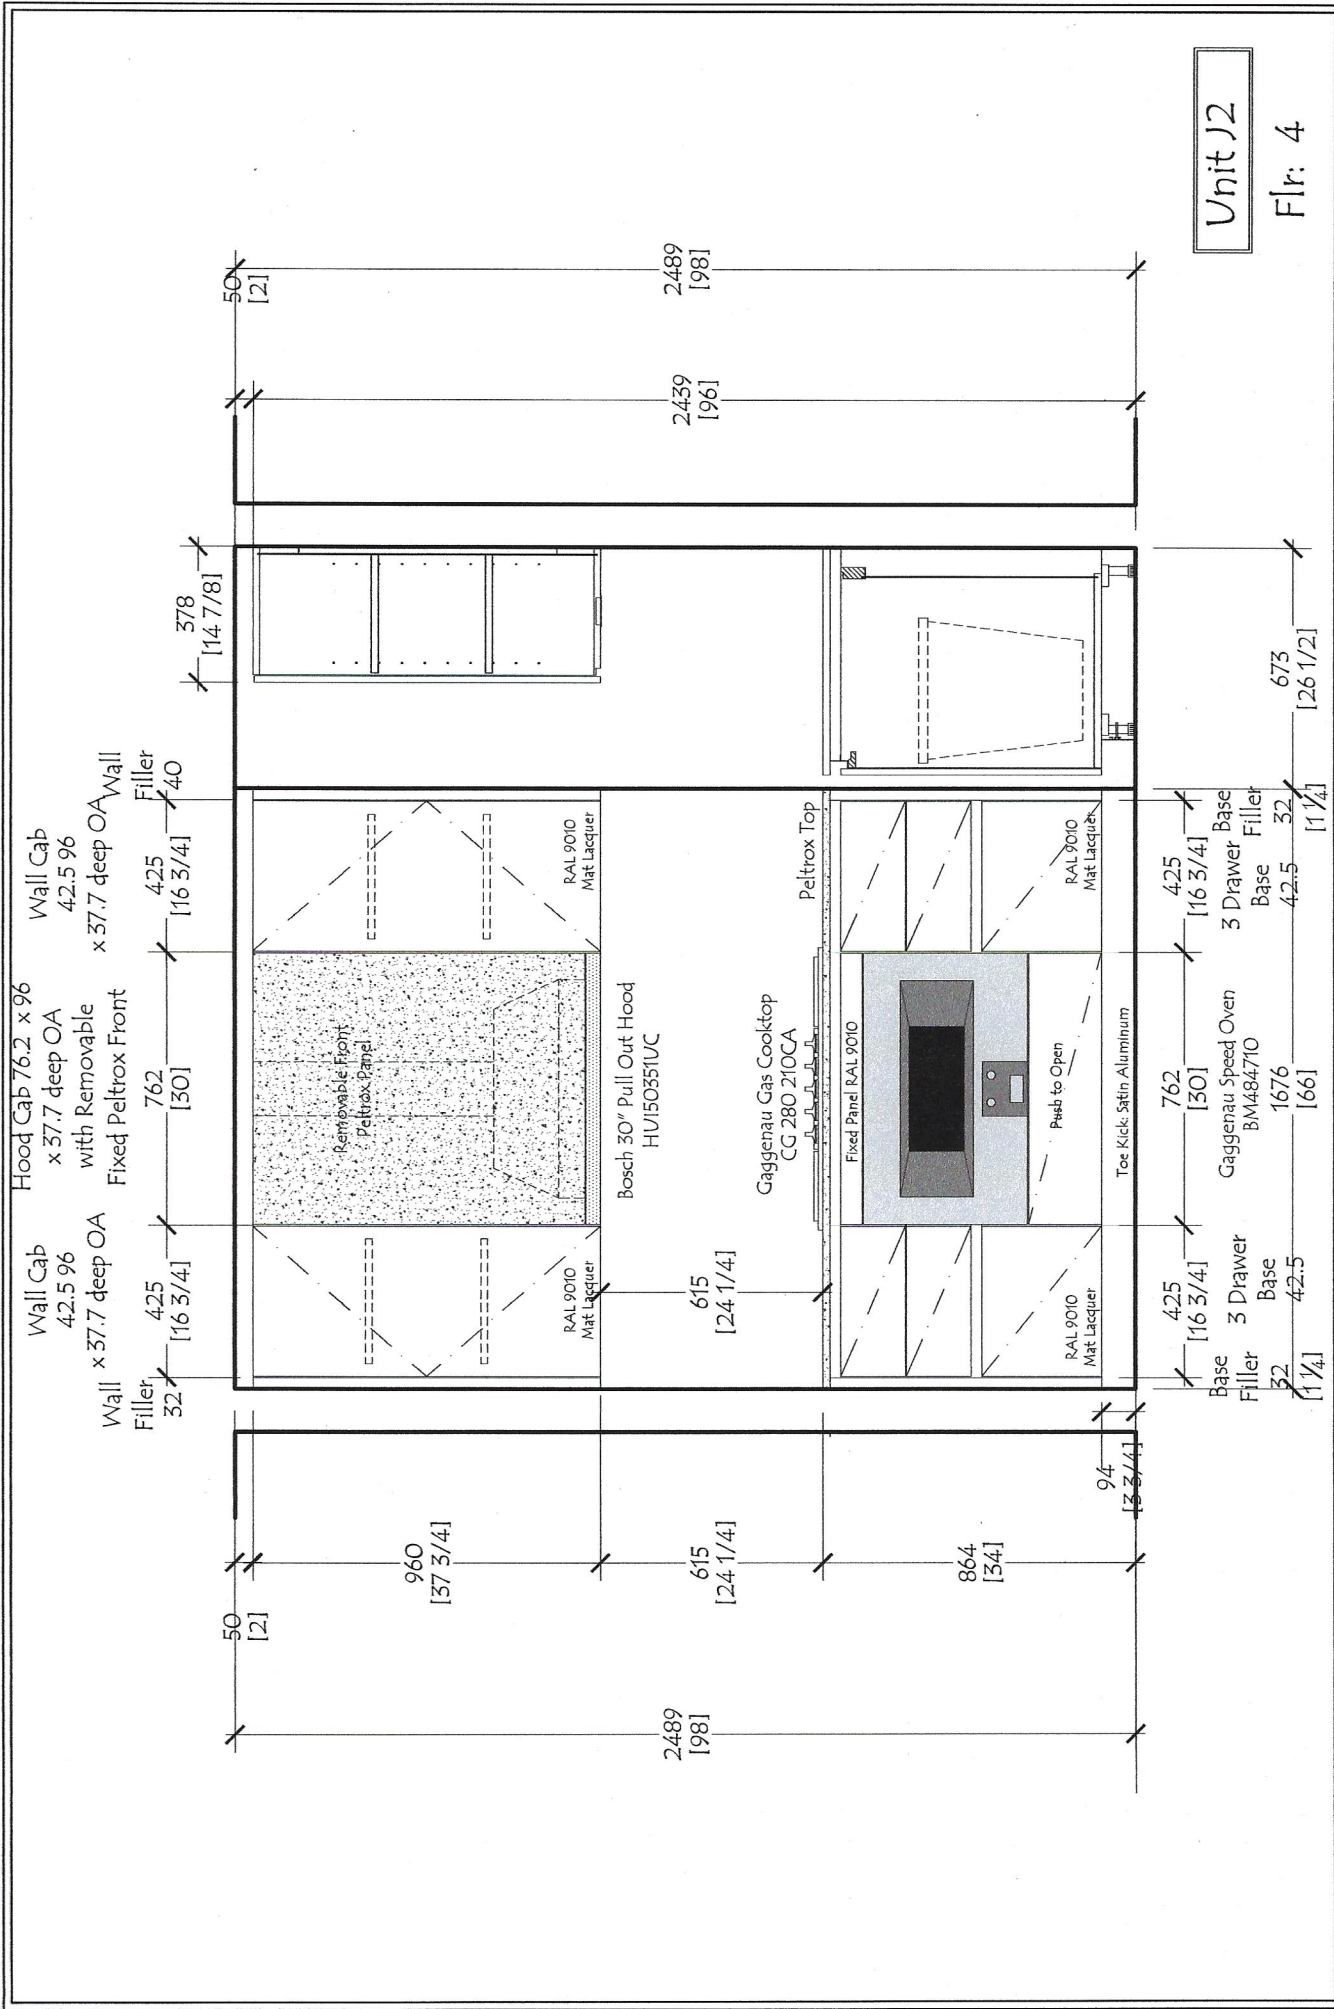 Wall Cab
42.5 96
x 37.7 deep OA
Wall
Filler
32
425
[16 3/4]
Hood Cab 76.2 x 96
x 37.7 deep OA
with Removable
Fixed Peltrox Front
762
[30]
Wall Cab
42.5 96
x 37.7 deep OA
Wall
Filler
40
425
[16 3/4]
378
[14 7/8]
50
[2]
50
[2]
2489
[98]
960
[37 3/4]
615
[24 1/4]
864
[34]
94
[3 3/4]
RAL 9010
Mat Lacquer
Removable Front
Peltrox Panel
RAL 9010
Mat Lacquer
Bosch 30" Pull Out Hood
HUI50351UC
615
[24 1/4]
Gaggenau Gas Cooktop
CG 280 210CA
Peltrox Top
Fixed Panel RAL 9010
RAL 9010
Mat Lacquer
Push to Open
RAL 9010
Mat Lacquer
Toe Kick: Satin Aluminum
2439
[96]
2489
[98]
425
[16 3/4]
762
[30]
425
[16 3/4]
Base
Filler
32
[1 1/4]
3 Drawer
Base
42.5
Gaggenau Speed Oven
BM484710
1676
[66]
3 Drawer
Base
42.5
Base
Filler
32
[1 1/4]
673
[26 1/2]
Unit J2
Flr: 4